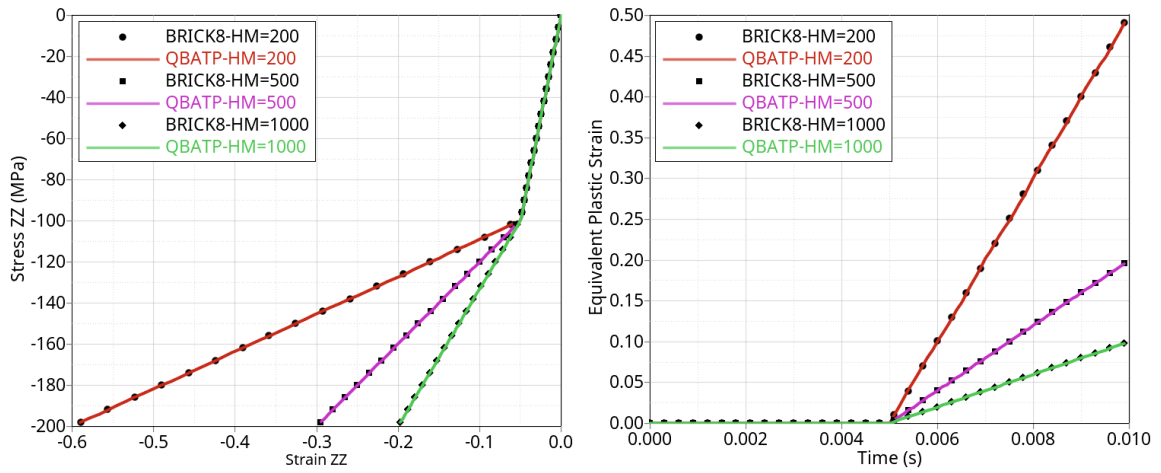 BRICK8-HM=200
QBATP-HM=200
BRICK8-HM=500
QBATP-HM=500
BRICK8-HM=1000
QBATP-HM=1000
0
-20
-40
-60
-80
-100
-120
-140
-160
-180
-200
Stress ZZ (MPa)
-0.6 -0.5 -0.4 -0.3 -0.2 -0.1 0.0
Strain ZZ
BRICK8-HM=200
QBATP-HM=200
BRICK8-HM=500
QBATP-HM=500
BRICK8-HM=1000
QBATP-HM=1000
0.50
0.45
0.40
0.35
0.30
0.25
0.20
0.15
0.10
0.05
0.00
Equivalent Plastic Strain
0.000 0.002 0.004 0.006 0.008 0.010
Time (s)